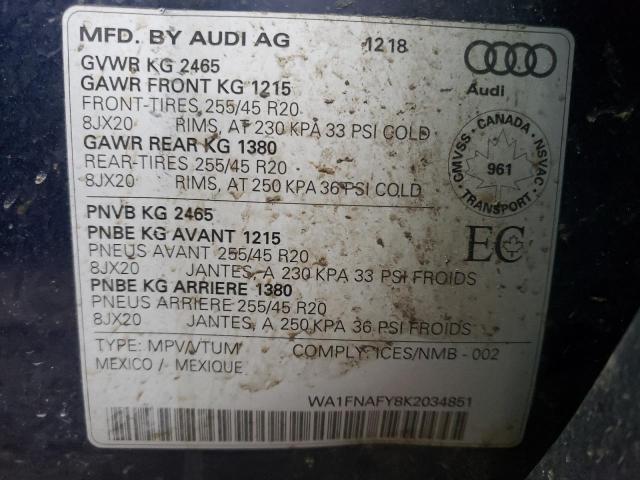 MFD. BY AUDI AG 12 18
Audi
GVWR KG 2465
GAWR FRONT KG 1215
FRONT-TIRES 255/45 R20
8JX20 RIMS, AT 230 KPA 33 PSI COLD
GAWR REAR KG 1380
REAR-TIRES 255/45 R20
8JX20 RIMS, AT 250 KPA 36 PSI COLD
GMVSS - CANADA - NSVAC
961
TRANSPORT
PNVB KG 2465
PNBE KG AVANT 1215
PNEUS AVANT 255/45 R20
8JX20 JANTES, A 230 KPA 33 PSI FROIDS
PNBE KG ARRIERE 1380
PNEUS ARRIERE 255/45 R20
8JX20 JANTES, A 250 KPA 36 PSI FROIDS
EC
TYPE: MPV/VTUM COMPLY: ICES/NMB - 002
MEXICO / MEXIQUE
WA1FNAFY8K2034851